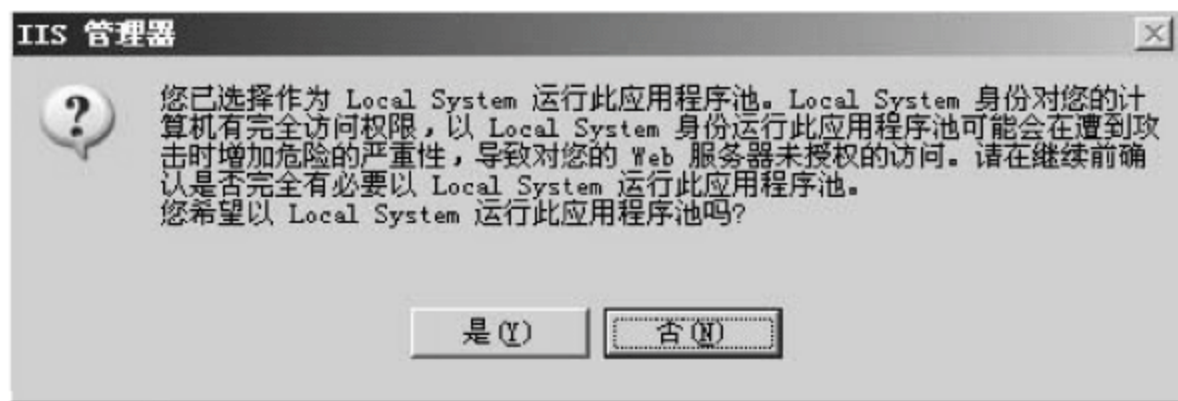 IIS 管理器
您已选择作为 Local System 运行此应用程序池。Local System 身份对您的计
算机有完全访问权限，以 Local System 身份运行此应用程序池可能会在遭到攻
击时增加危险的严重性，导致对您的 Web 服务器未授权的访问。请在继续前确
认是否完全有必要以 Local System 运行此应用程序池。
您希望以 Local System 运行此应用程序池吗?
是(Y) 否(N)